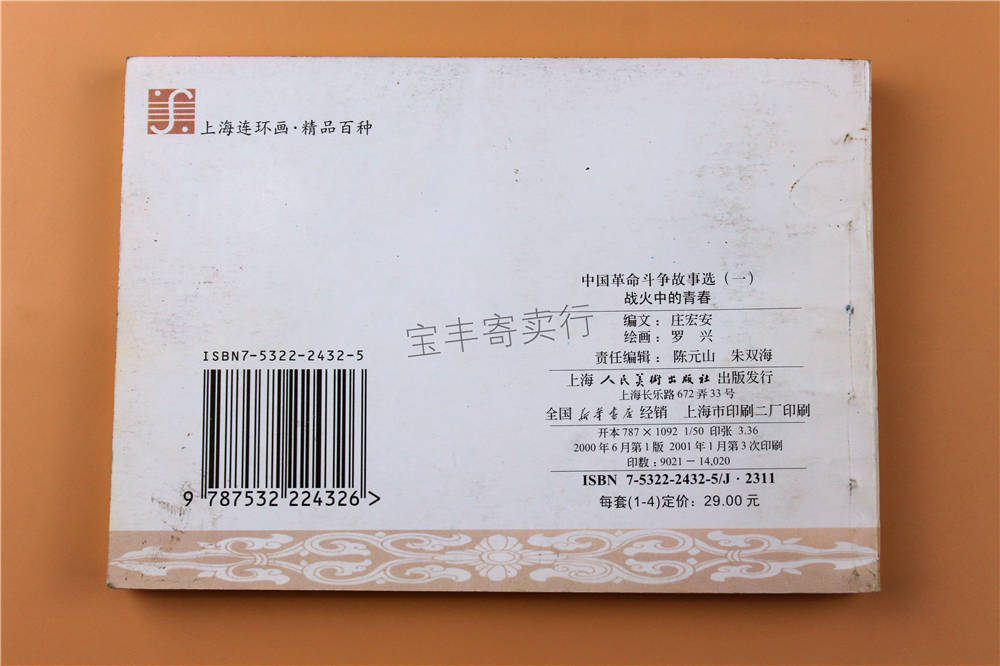 上海连环画·精品百种
中国革命斗争故事选(一)
战火中的青春
编文：庄宏安
绘画：罗 兴
责任编辑：陈元山 朱双海
上海人民美術出版社出版发行
上海长乐路672弄33号
全国新华书店经销 上海市印刷二厂印刷
开本787×1092 1/50 印张 3.36
2000年6月第1版 2001年1月第3次印刷
印数：9021－14,020
ISBN 7-5322-2432-5/J·2311
每套(1-4)定价：29.00元
ISBN7-5322-2432-5
9 787532 224326 >
宝丰寄卖行